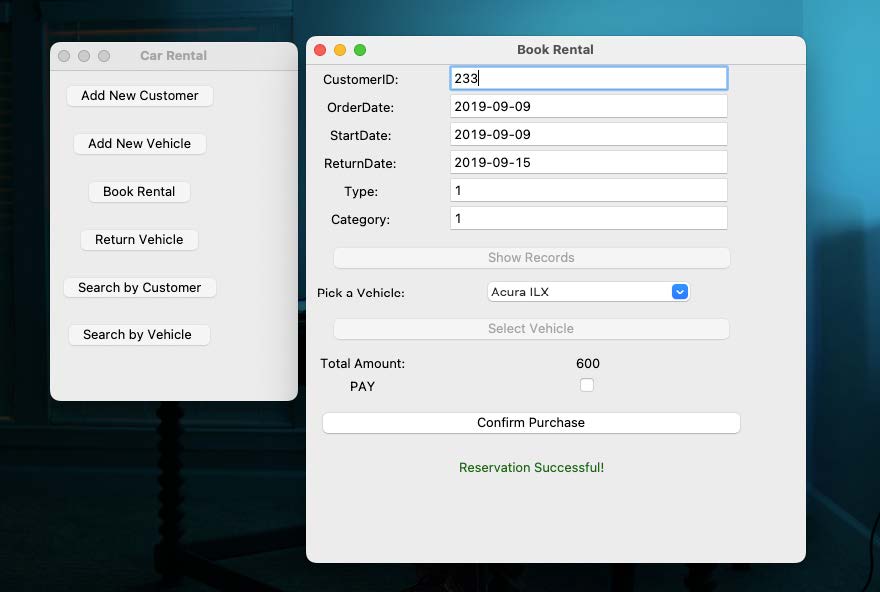 Car Rental
Add New Customer
Add New Vehicle
Book Rental
Return Vehicle
Search by Customer
Search by Vehicle
Book Rental
CustomerID: 233
OrderDate: 2019-09-09
StartDate: 2019-09-09
ReturnDate: 2019-09-15
Type: 1
Category: 1
Show Records
Pick a Vehicle: Acura ILX
Select Vehicle
Total Amount: 600
PAY
Confirm Purchase
Reservation Successful!